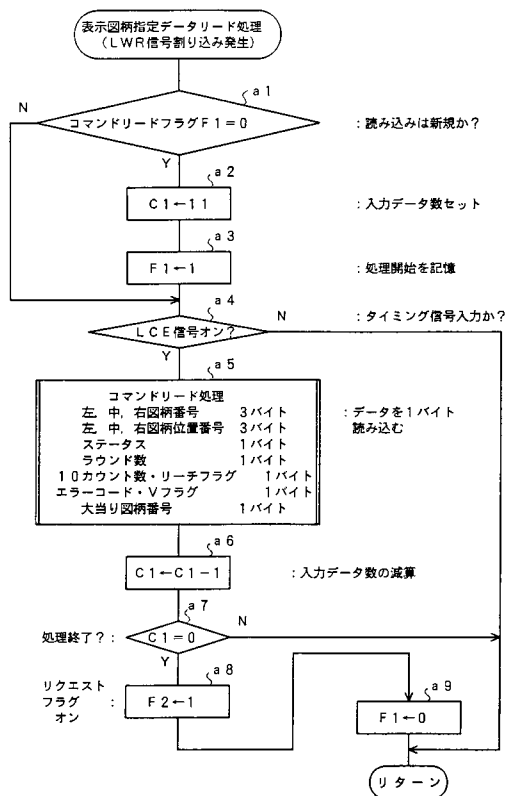 表示図柄指定データリード処理
(LWR信号割り込み発生)
a1
N
コマンドリードフラグF1=0
:読み込みは新規か?
Y
a2
C1←11
:入力データ数セット
a3
F1←1
:処理開始を記憶
a4
N
:タイミング信号入力か?
LCE信号オン?
Y
a5
コマンドリード処理
左,中,右図柄番号 3バイト
左,中,右図柄位置番号 3バイト
ステータス 1バイト
ラウンド数 1バイト
10カウント数・リーチフラグ 1バイト
エラーコード・Vフラグ 1バイト
大当り図柄番号 1バイト
:データを1バイト
読み込む
a6
C1←C1-1
:入力データ数の減算
a7
処理終了?:
C1=0
N
Y
a8
リクエスト
フラグ :
オン
F2←1
a9
F1←0
リターン